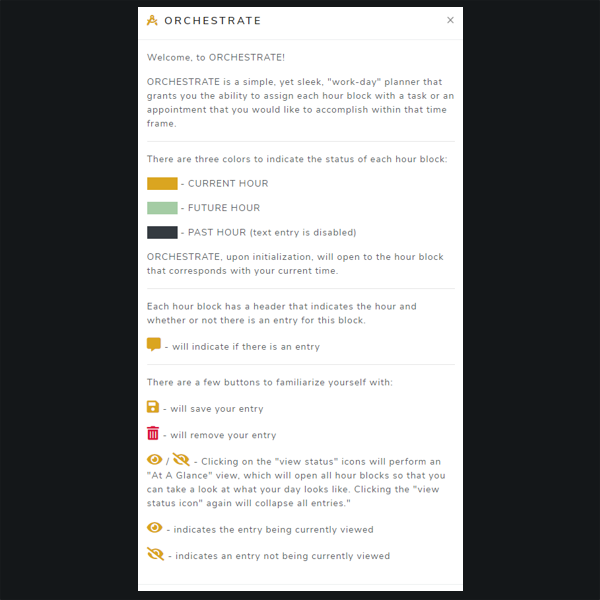 ORCHESTRATE
×
Welcome, to ORCHESTRATE!
ORCHESTRATE is a simple, yet sleek, "work-day" planner that
grants you the ability to assign each hour block with a task or an
appointment that you would like to accomplish within that time
frame.
There are three colors to indicate the status of each hour block:
- CURRENT HOUR
- FUTURE HOUR
- PAST HOUR (text entry is disabled)
ORCHESTRATE, upon initialization, will open to the hour block
that corresponds with your current time.
Each hour block has a header that indicates the hour and
whether or not there is an entry for this block.
- will indicate if there is an entry
There are a few buttons to familiarize yourself with:
- will save your entry
- will remove your entry
/ - Clicking on the "view status" icons will perform an
"At A Glance" view, which will open all hour blocks so that you
can take a look at what your day looks like. Clicking the "view
status icon" again will collapse all entries."
- indicates the entry being currently viewed
- indicates an entry not being currently viewed